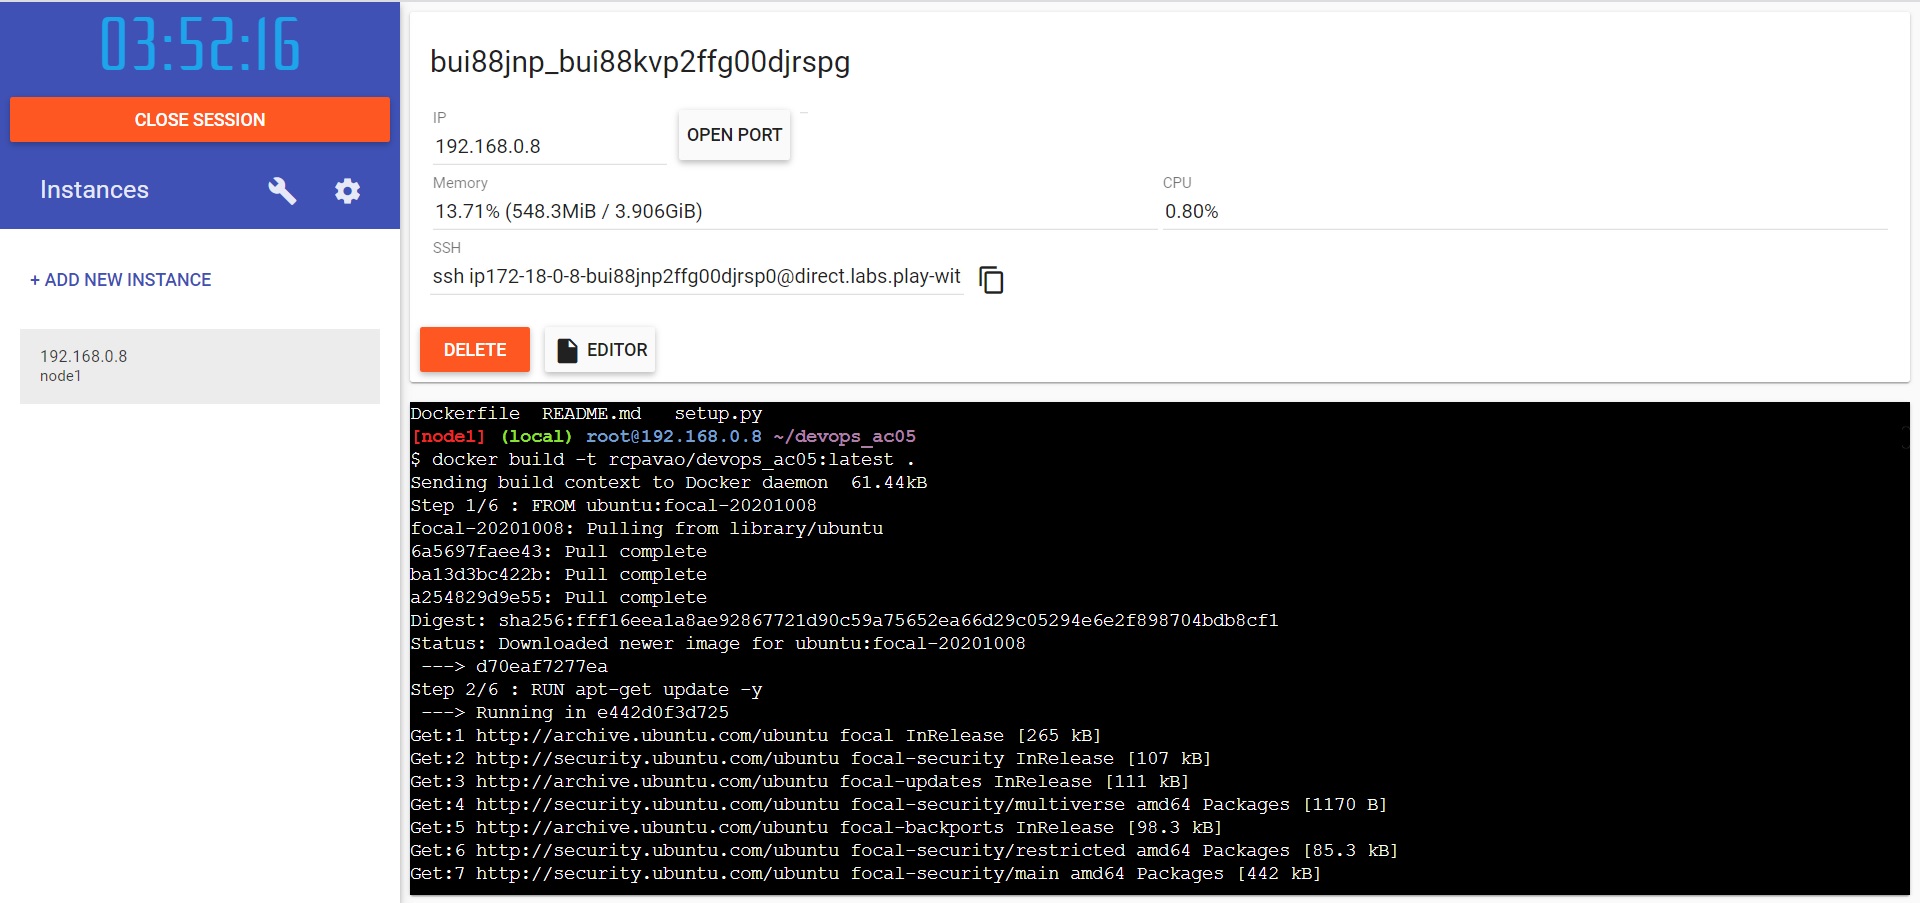 03:52:16
CLOSE SESSION
Instances
+ ADD NEW INSTANCE
192.168.0.8
node1
bui88jnp_bui88kvp2ffg00djrspg
IP
192.168.0.8
OPEN PORT
Memory
13.71% (548.3MiB / 3.906GiB)
CPU
0.80%
SSH
ssh ip172-18-0-8-bui88jnp2ffg00djrsp0@direct.labs.play-wit
DELETE
EDITOR
Dockerfile  README.md   setup.py
[node1] (local) root@192.168.0.8 ~/devops_ac05
$ docker build -t rcpavao/devops_ac05:latest .
Sending build context to Docker daemon  61.44kB
Step 1/6 : FROM ubuntu:focal-20201008
focal-20201008: Pulling from library/ubuntu
6a5697faee43: Pull complete
ba13d3bc422b: Pull complete
a254829d9e55: Pull complete
Digest: sha256:fff16eea1a8ae92867721d90c59a75652ea66d29c05294e6e2f898704bdb8cf1
Status: Downloaded newer image for ubuntu:focal-20201008
 ---> d70eaf7277ea
Step 2/6 : RUN apt-get update -y
 ---> Running in e442d0f3d725
Get:1 http://archive.ubuntu.com/ubuntu focal InRelease [265 kB]
Get:2 http://security.ubuntu.com/ubuntu focal-security InRelease [107 kB]
Get:3 http://archive.ubuntu.com/ubuntu focal-updates InRelease [111 kB]
Get:4 http://security.ubuntu.com/ubuntu focal-security/multiverse amd64 Packages [1170 B]
Get:5 http://archive.ubuntu.com/ubuntu focal-backports InRelease [98.3 kB]
Get:6 http://security.ubuntu.com/ubuntu focal-security/restricted amd64 Packages [85.3 kB]
Get:7 http://security.ubuntu.com/ubuntu focal-security/main amd64 Packages [442 kB]